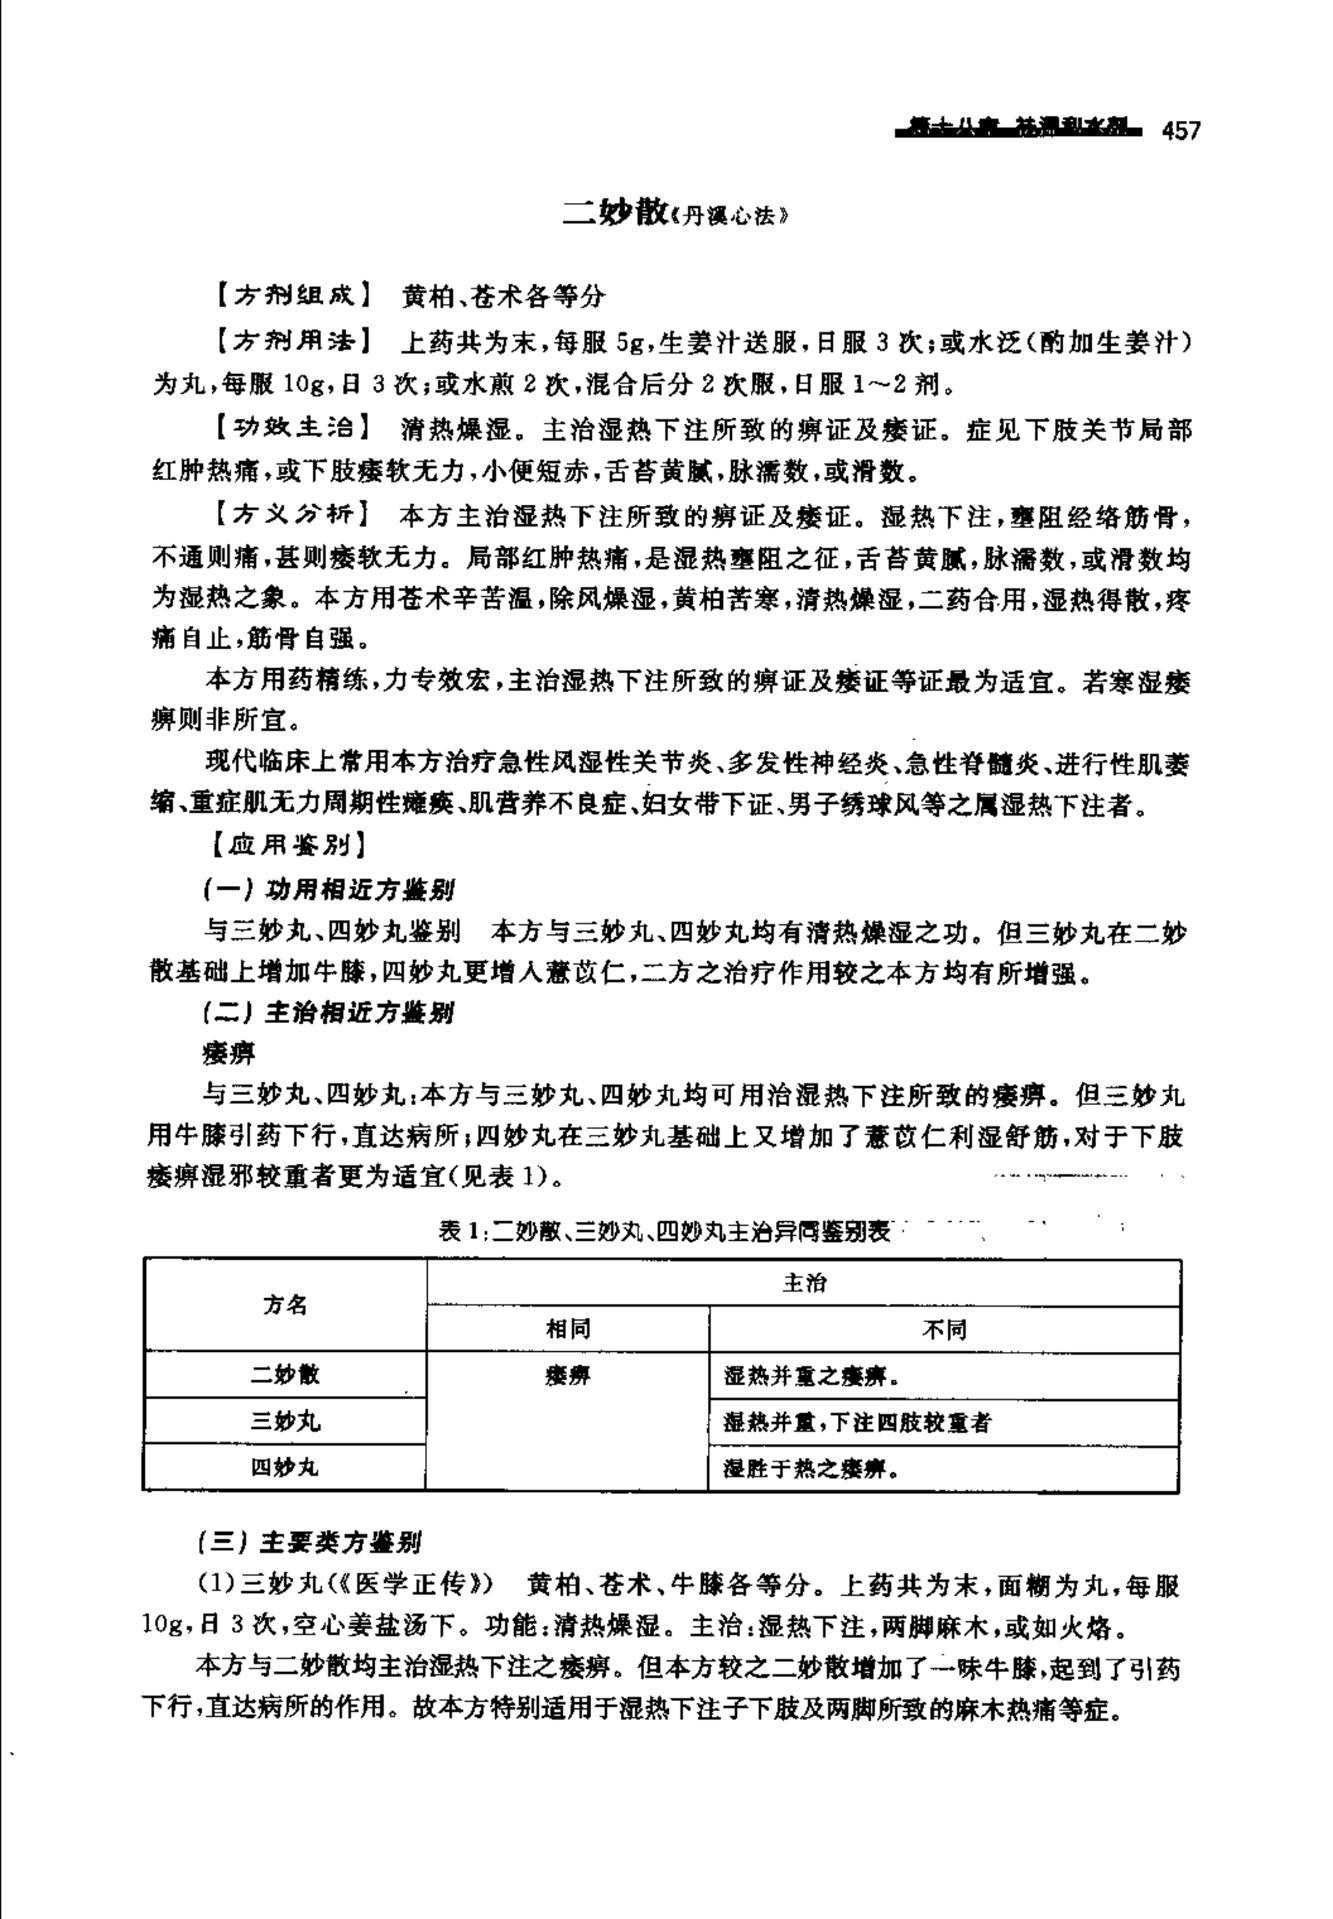 第十八章 祛湿利水剂 457
二妙散《丹溪心法》
【方剂组成】 黄柏、苍术各等分
【方剂用法】 上药共为末,每服 5g,生姜汁送服,日服 3 次;或水泛(酌加生姜汁)
为丸,每服 10g,日 3 次;或水煎 2 次,混合后分 2 次服,日服 1～2 剂。
【功效主治】 清热燥湿。主治湿热下注所致的痹证及痿证。症见下肢关节局部
红肿热痛,或下肢痿软无力,小便短赤,舌苔黄腻,脉濡数,或滑数。
【方义分析】 本方主治湿热下注所致的痹证及痿证。湿热下注,壅阻经络筋骨,
不通则痛,甚则痿软无力。局部红肿热痛,是湿热壅阻之征,舌苔黄腻,脉濡数,或滑数均
为湿热之象。本方用苍术辛苦温,除风燥湿,黄柏苦寒,清热燥湿,二药合用,湿热得散,疼
痛自止,筋骨自强。
本方用药精练,力专效宏,主治湿热下注所致的痹证及痿证等证最为适宜。若寒湿痿
痹则非所宜。
现代临床上常用本方治疗急性风湿性关节炎、多发性神经炎、急性脊髓炎、进行性肌萎
缩、重症肌无力周期性瘫痪、肌营养不良症、妇女带下证、男子绣球风等之属湿热下注者。
【应用鉴别】
(一) 功用相近方鉴别
与三妙丸、四妙丸鉴别 本方与三妙丸、四妙丸均有清热燥湿之功。但三妙丸在二妙
散基础上增加牛膝,四妙丸更增入薏苡仁,二方之治疗作用较之本方均有所增强。
(二) 主治相近方鉴别
痿痹
与三妙丸、四妙丸:本方与三妙丸、四妙丸均可用治湿热下注所致的痿痹。但三妙丸
用牛膝引药下行,直达病所;四妙丸在三妙丸基础上又增加了薏苡仁利湿舒筋,对于下肢
痿痹湿邪较重者更为适宜(见表 1)。
表 1:二妙散、三妙丸、四妙丸主治异同鉴别表
方名 主治
相同 不同
二妙散 痿痹 湿热并重之痿痹。
三妙丸 湿热并重,下注四肢较重者
四妙丸 湿胜于热之痿痹。
(三) 主要类方鉴别
(1)三妙丸(《医学正传》) 黄柏、苍术、牛膝各等分。上药共为末,面糊为丸,每服
10g,日 3 次,空心姜盐汤下。功能:清热燥湿。主治:湿热下注,两脚麻木,或如火烙。
本方与二妙散均主治湿热下注之痿痹。但本方较之二妙散增加了一味牛膝,起到了引药
下行,直达病所的作用。故本方特别适用于湿热下注子下肢及两脚所致的麻木热痛等症。